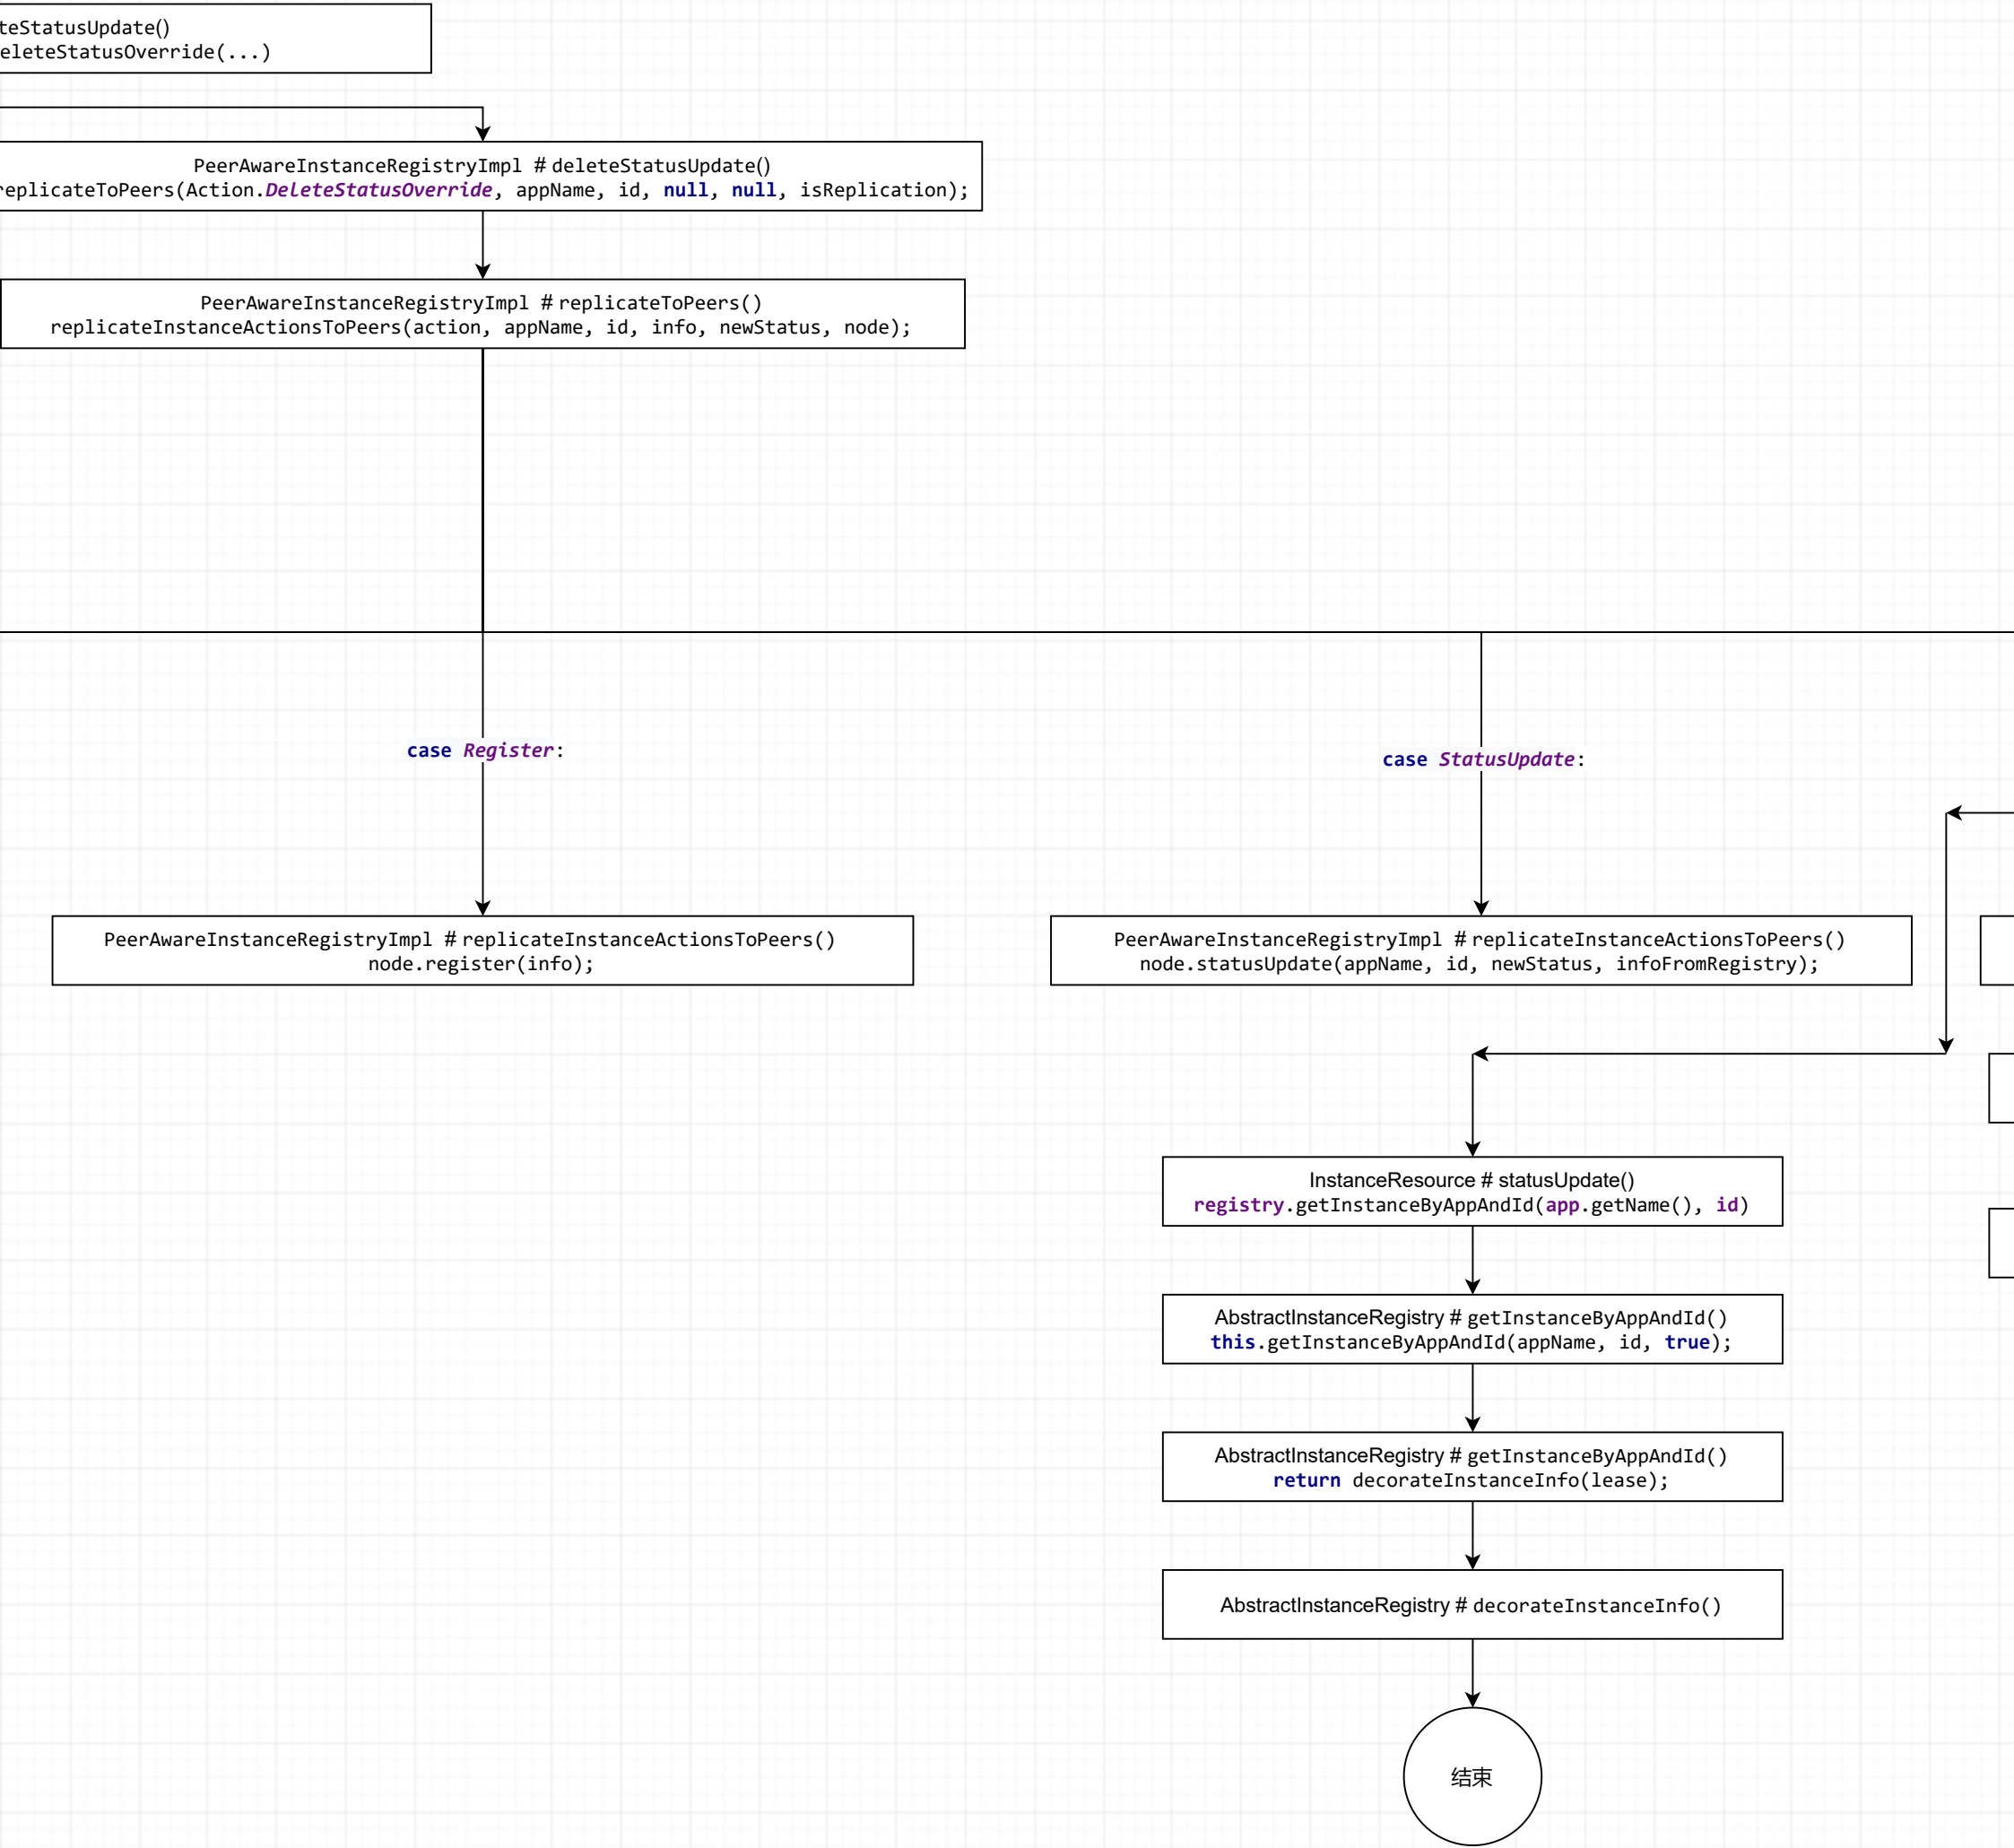 teStatusUpdate()
eleteStatusOverride(...)
PeerAwareInstanceRegistryImpl # deleteStatusUpdate()
replicateToPeers(Action.DeleteStatusOverride, appName, id, null, null, isReplication);
PeerAwareInstanceRegistryImpl # replicateToPeers()
replicateInstanceActionsToPeers(action, appName, id, info, newStatus, node);
case Register:
case StatusUpdate:
PeerAwareInstanceRegistryImpl # replicateInstanceActionsToPeers()
node.register(info);
PeerAwareInstanceRegistryImpl # replicateInstanceActionsToPeers()
node.statusUpdate(appName, id, newStatus, infoFromRegistry);
InstanceResource # statusUpdate()
registry.getInstanceByAppAndId(app.getName(), id)
AbstractInstanceRegistry # getInstanceByAppAndId()
this.getInstanceByAppAndId(appName, id, true);
AbstractInstanceRegistry # getInstanceByAppAndId()
return decorateInstanceInfo(lease);
AbstractInstanceRegistry # decorateInstanceInfo()
结束